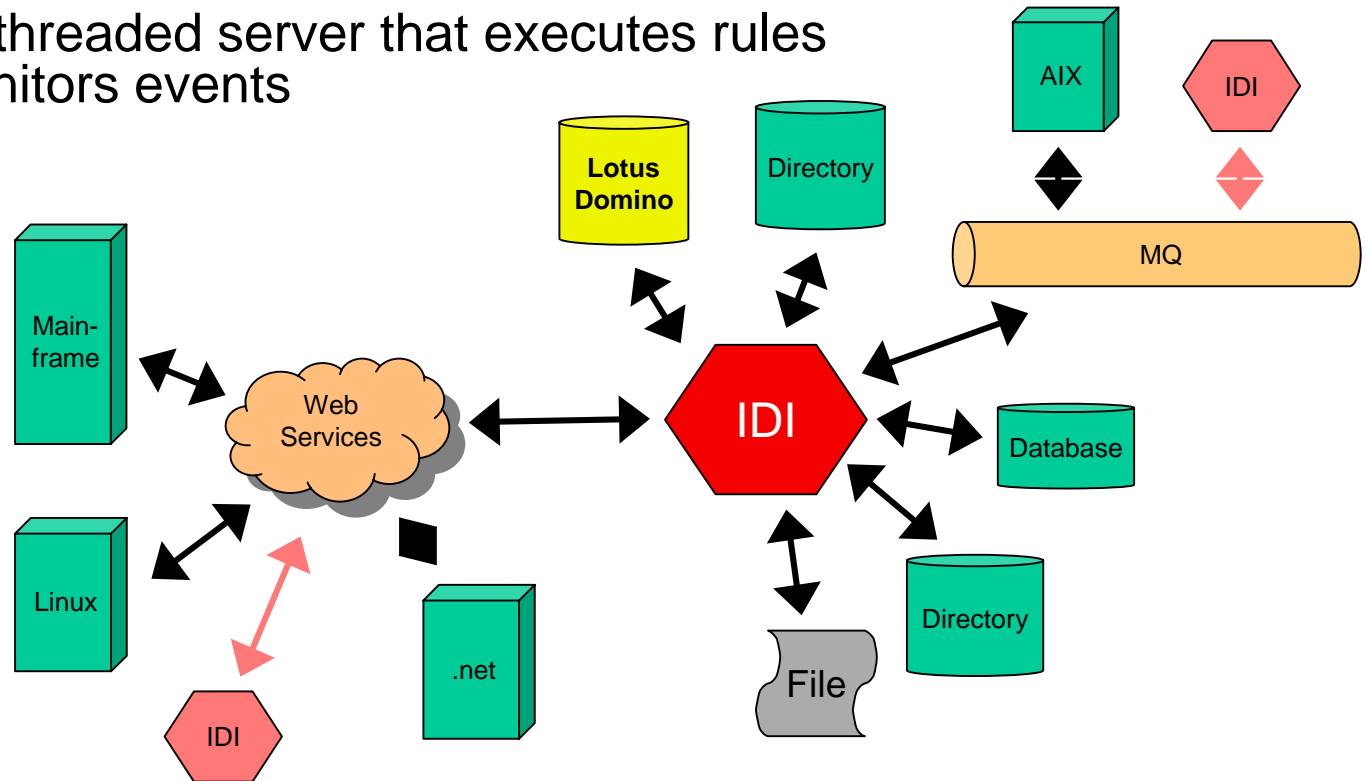 threaded server that executes rules
nitors events
AIX
IDI
Lotus
Domino
Directory
MQ
Main-
frame
Web
Services
IDI
Database
Linux
.net
File
Directory
IDI